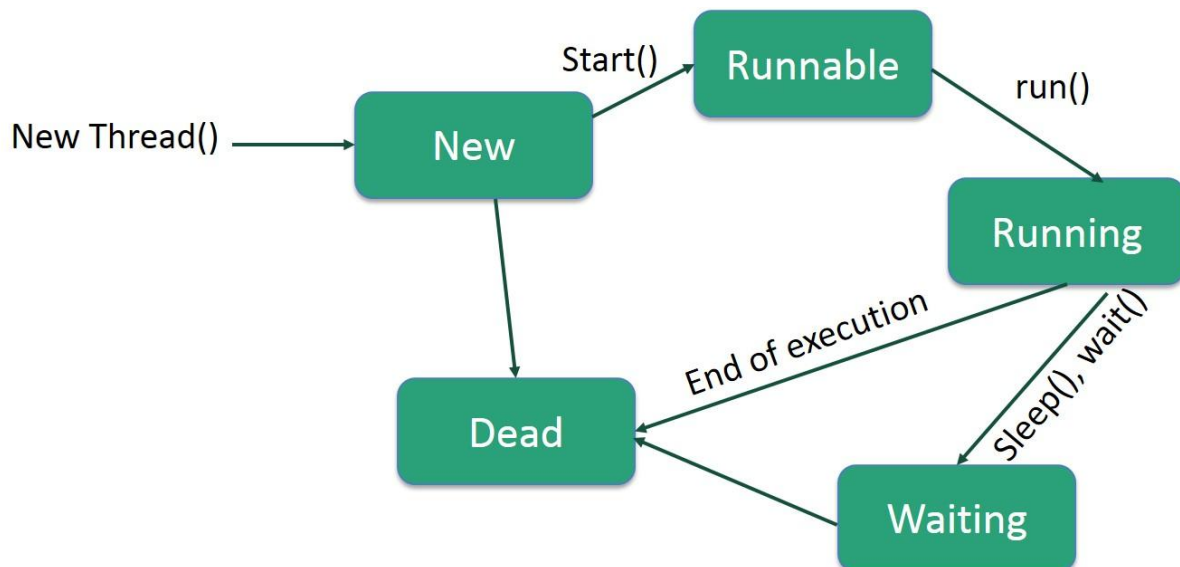 New Thread()
New
Start()
Runnable
run()
Running
End of execution
Sleep(), wait()
Dead
Waiting